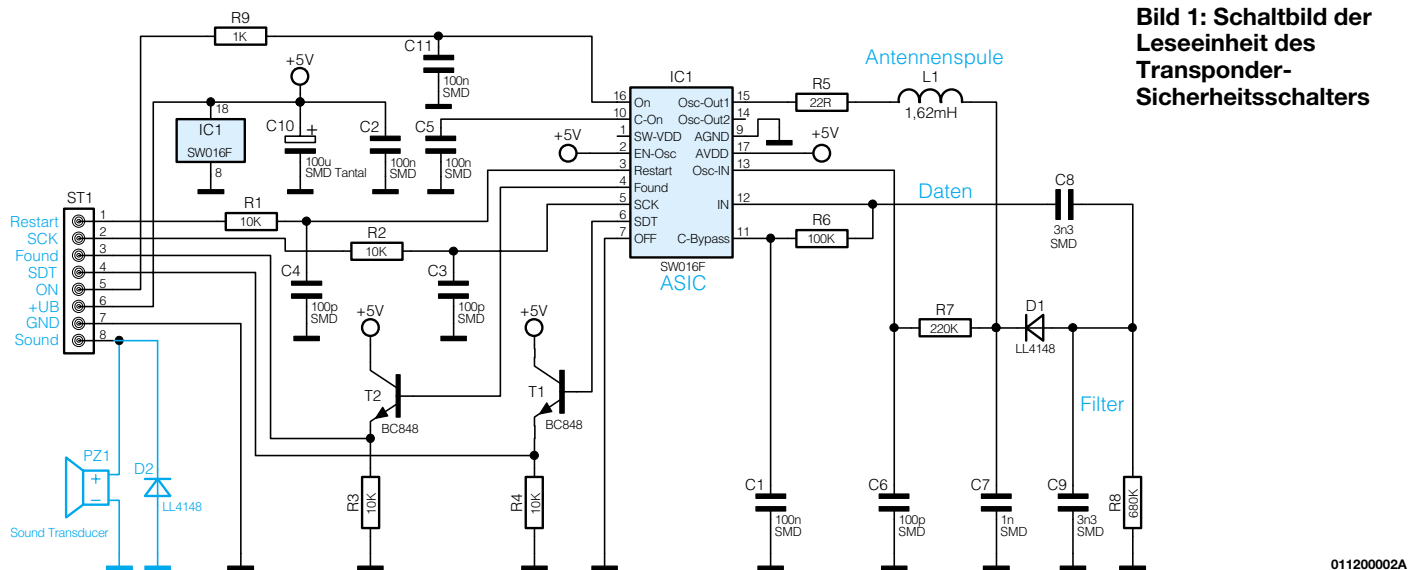 Bild 1: Schaltbild der
Leseeinheit des
Transponder-
Sicherheitsschalters
R9
1K
C11
100n
SMD
+5V
18
IC1
SW016F
8
C10
+
100u
SMD Tantal
C2
100n
SMD
C5
100n
SMD
+5V
IC1
16 On
10 C-On
1 SW-VDD
2 EN-Osc
3 Restart
4 Found
5 SCK
6 SDT
7 OFF
Osc-Out1 15
Osc-Out2 14
AGND 9
AVDD 17
Osc-IN 13
IN 12
C-Bypass 11
SW016F
ASIC
R5
22R
Antennenspule
L1
1,62mH
+5V
Daten
C8
3n3
SMD
R6
100K
ST1
Restart 1
SCK 2
Found 3
SDT 4
ON 5
+UB 6
GND 7
Sound 8
R1
10K
R2
10K
C4
100p
SMD
C3
100p
SMD
+5V
T2
BC848
+5V
T1
BC848
R7
220K
D1
LL4148
Filter
PZ1
+
–
Sound Transducer
D2
LL4148
R3
10K
R4
10K
C1
100n
SMD
C6
100p
SMD
C7
1n
SMD
C9
3n3
SMD
R8
680K
011200002A